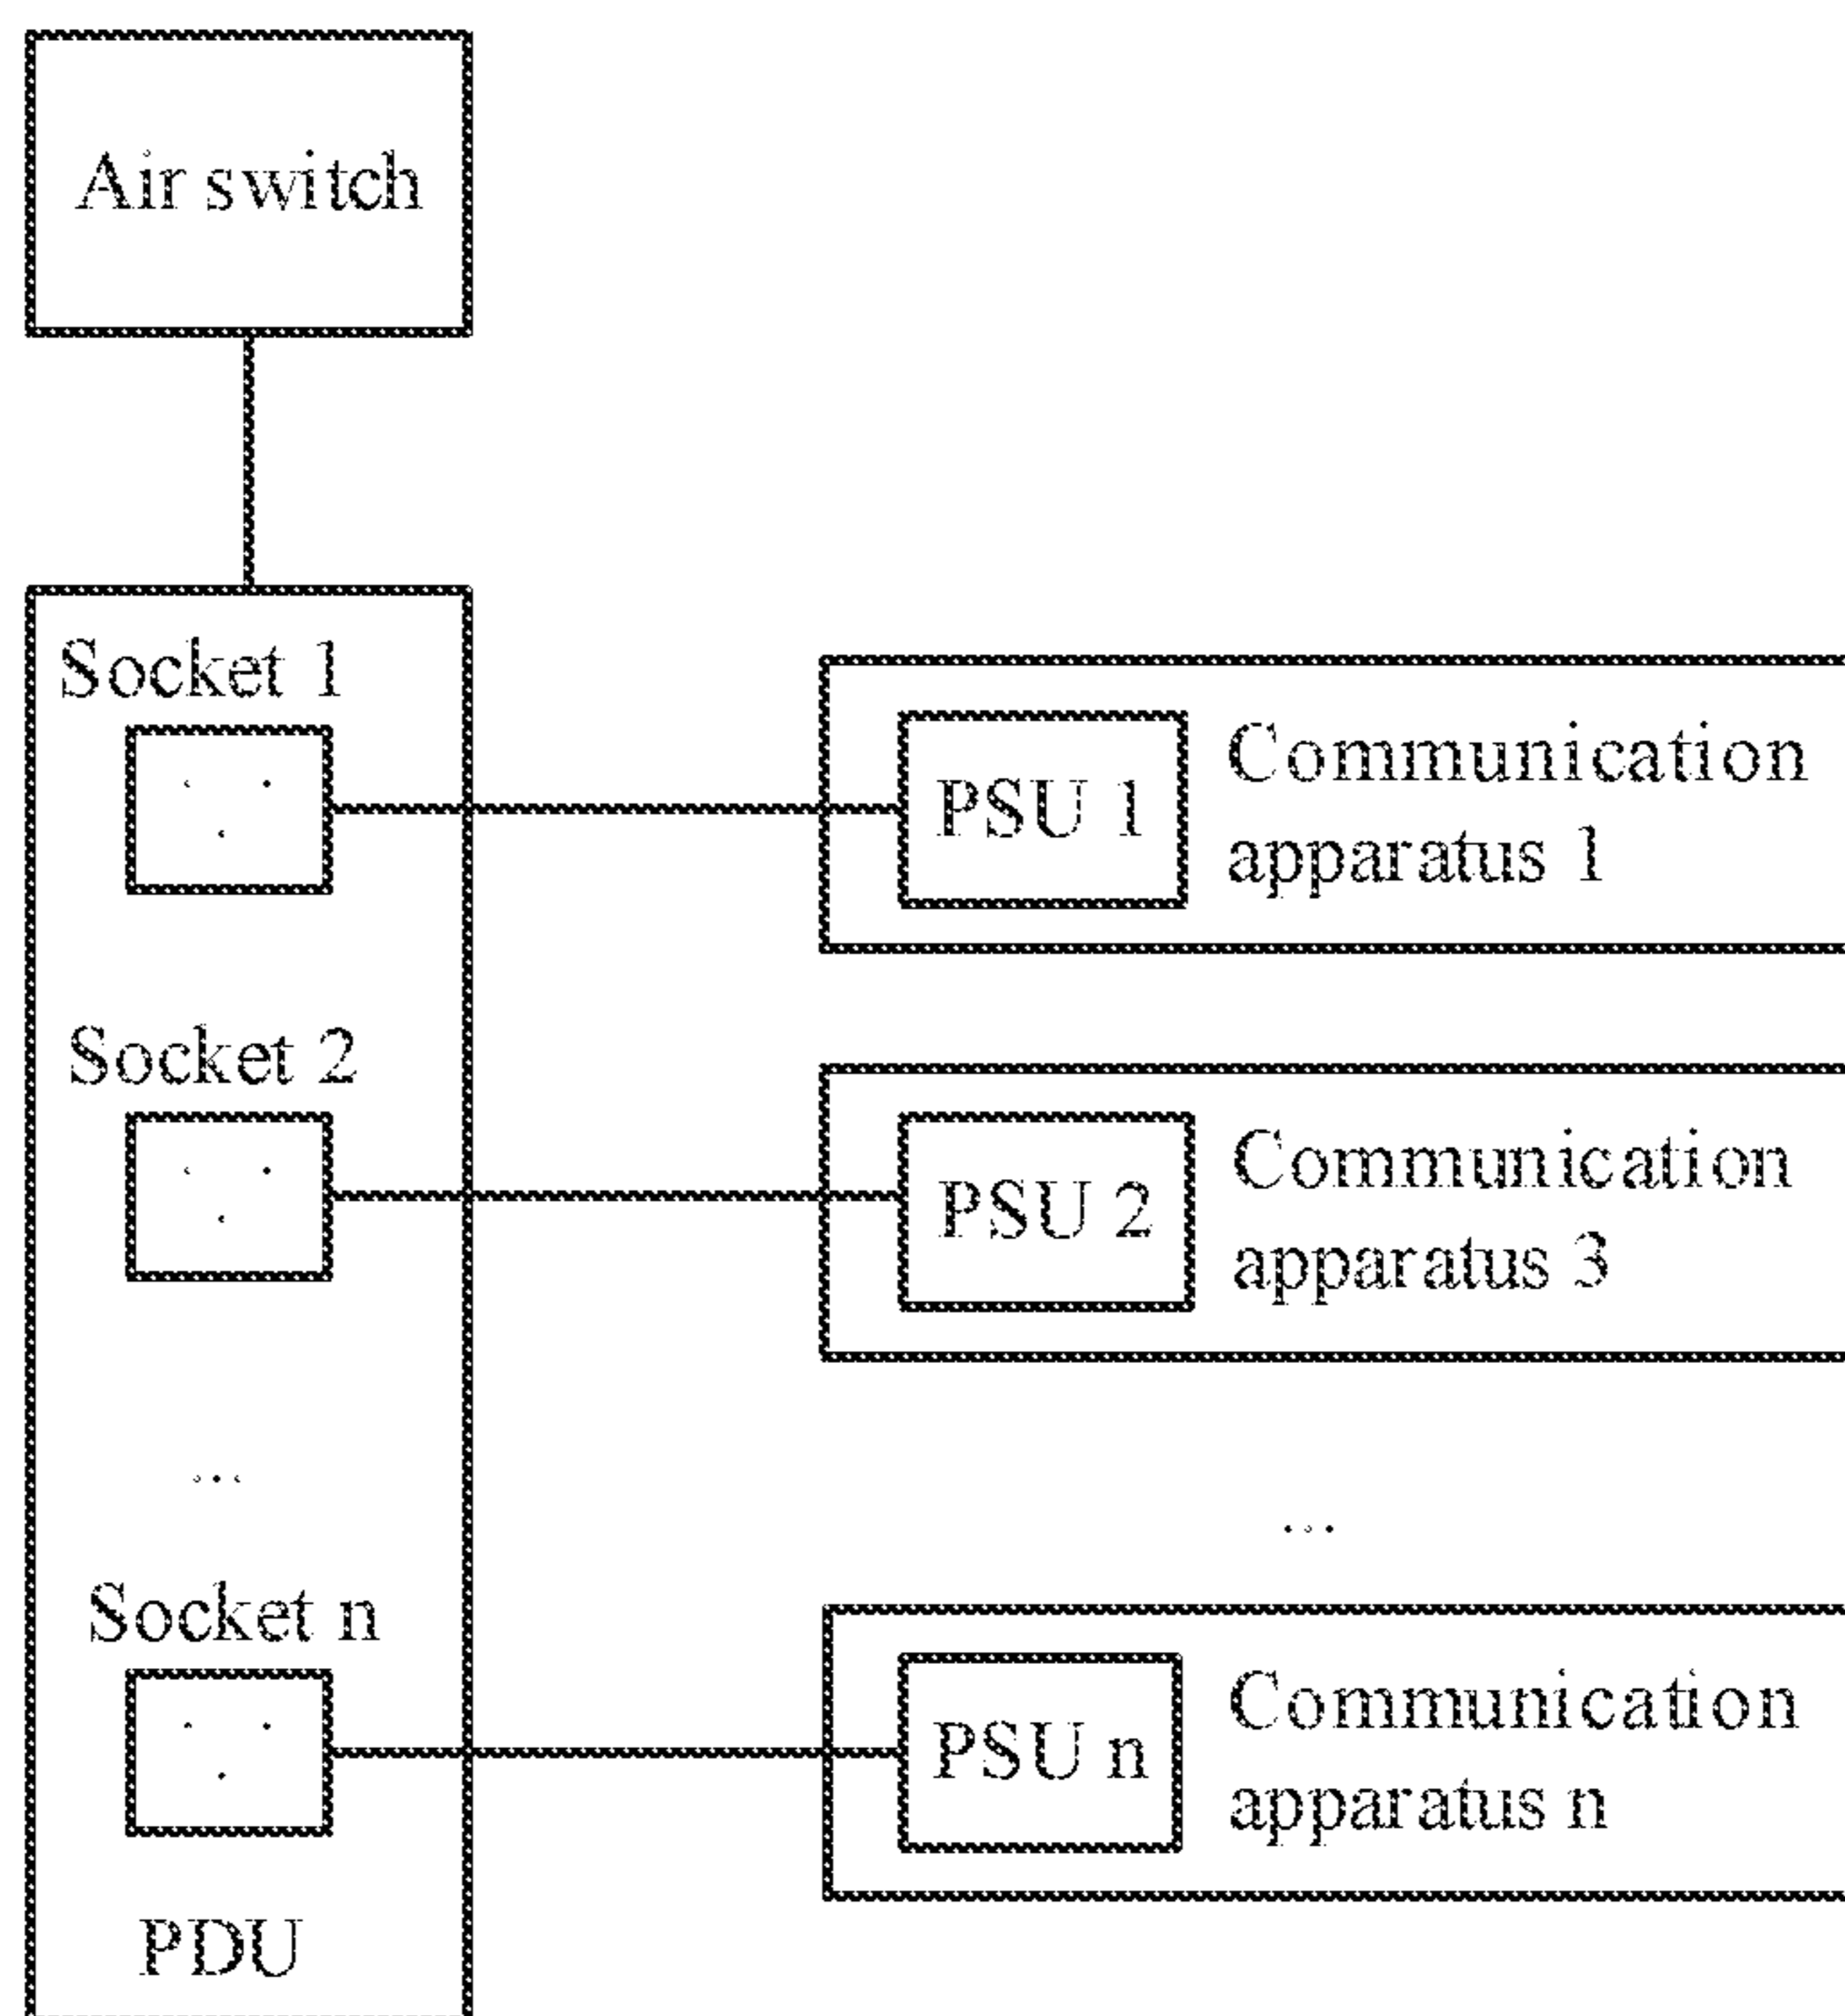 Air switch
Socket 1
PSU 1
Communication
apparatus 1
Socket 2
PSU 2
Communication
apparatus 3
...
...
Socket n
PSU n
Communication
apparatus n
PDU